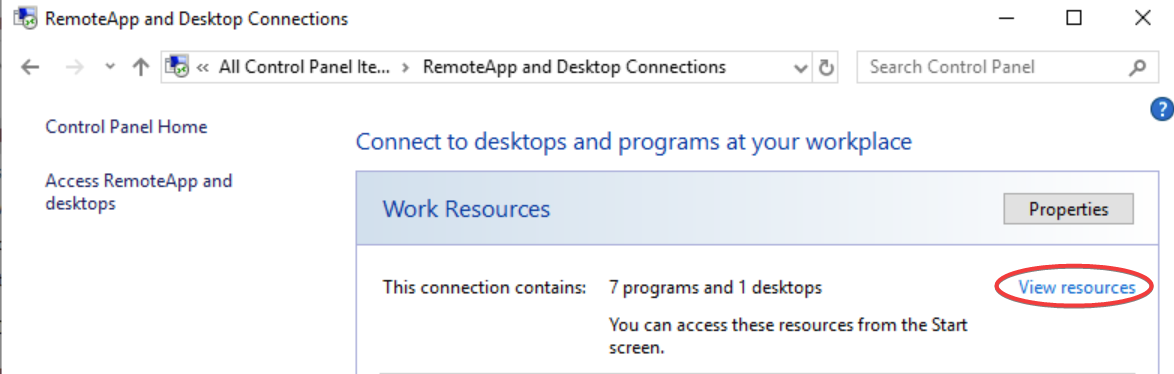 RemoteApp and Desktop Connections
« All Control Panel Ite... › RemoteApp and Desktop Connections
Search Control Panel
?
Control Panel Home
Connect to desktops and programs at your workplace
Access RemoteApp and
desktops
Work Resources
Properties
This connection contains:
7 programs and 1 desktops
View resources
You can access these resources from the Start
screen.